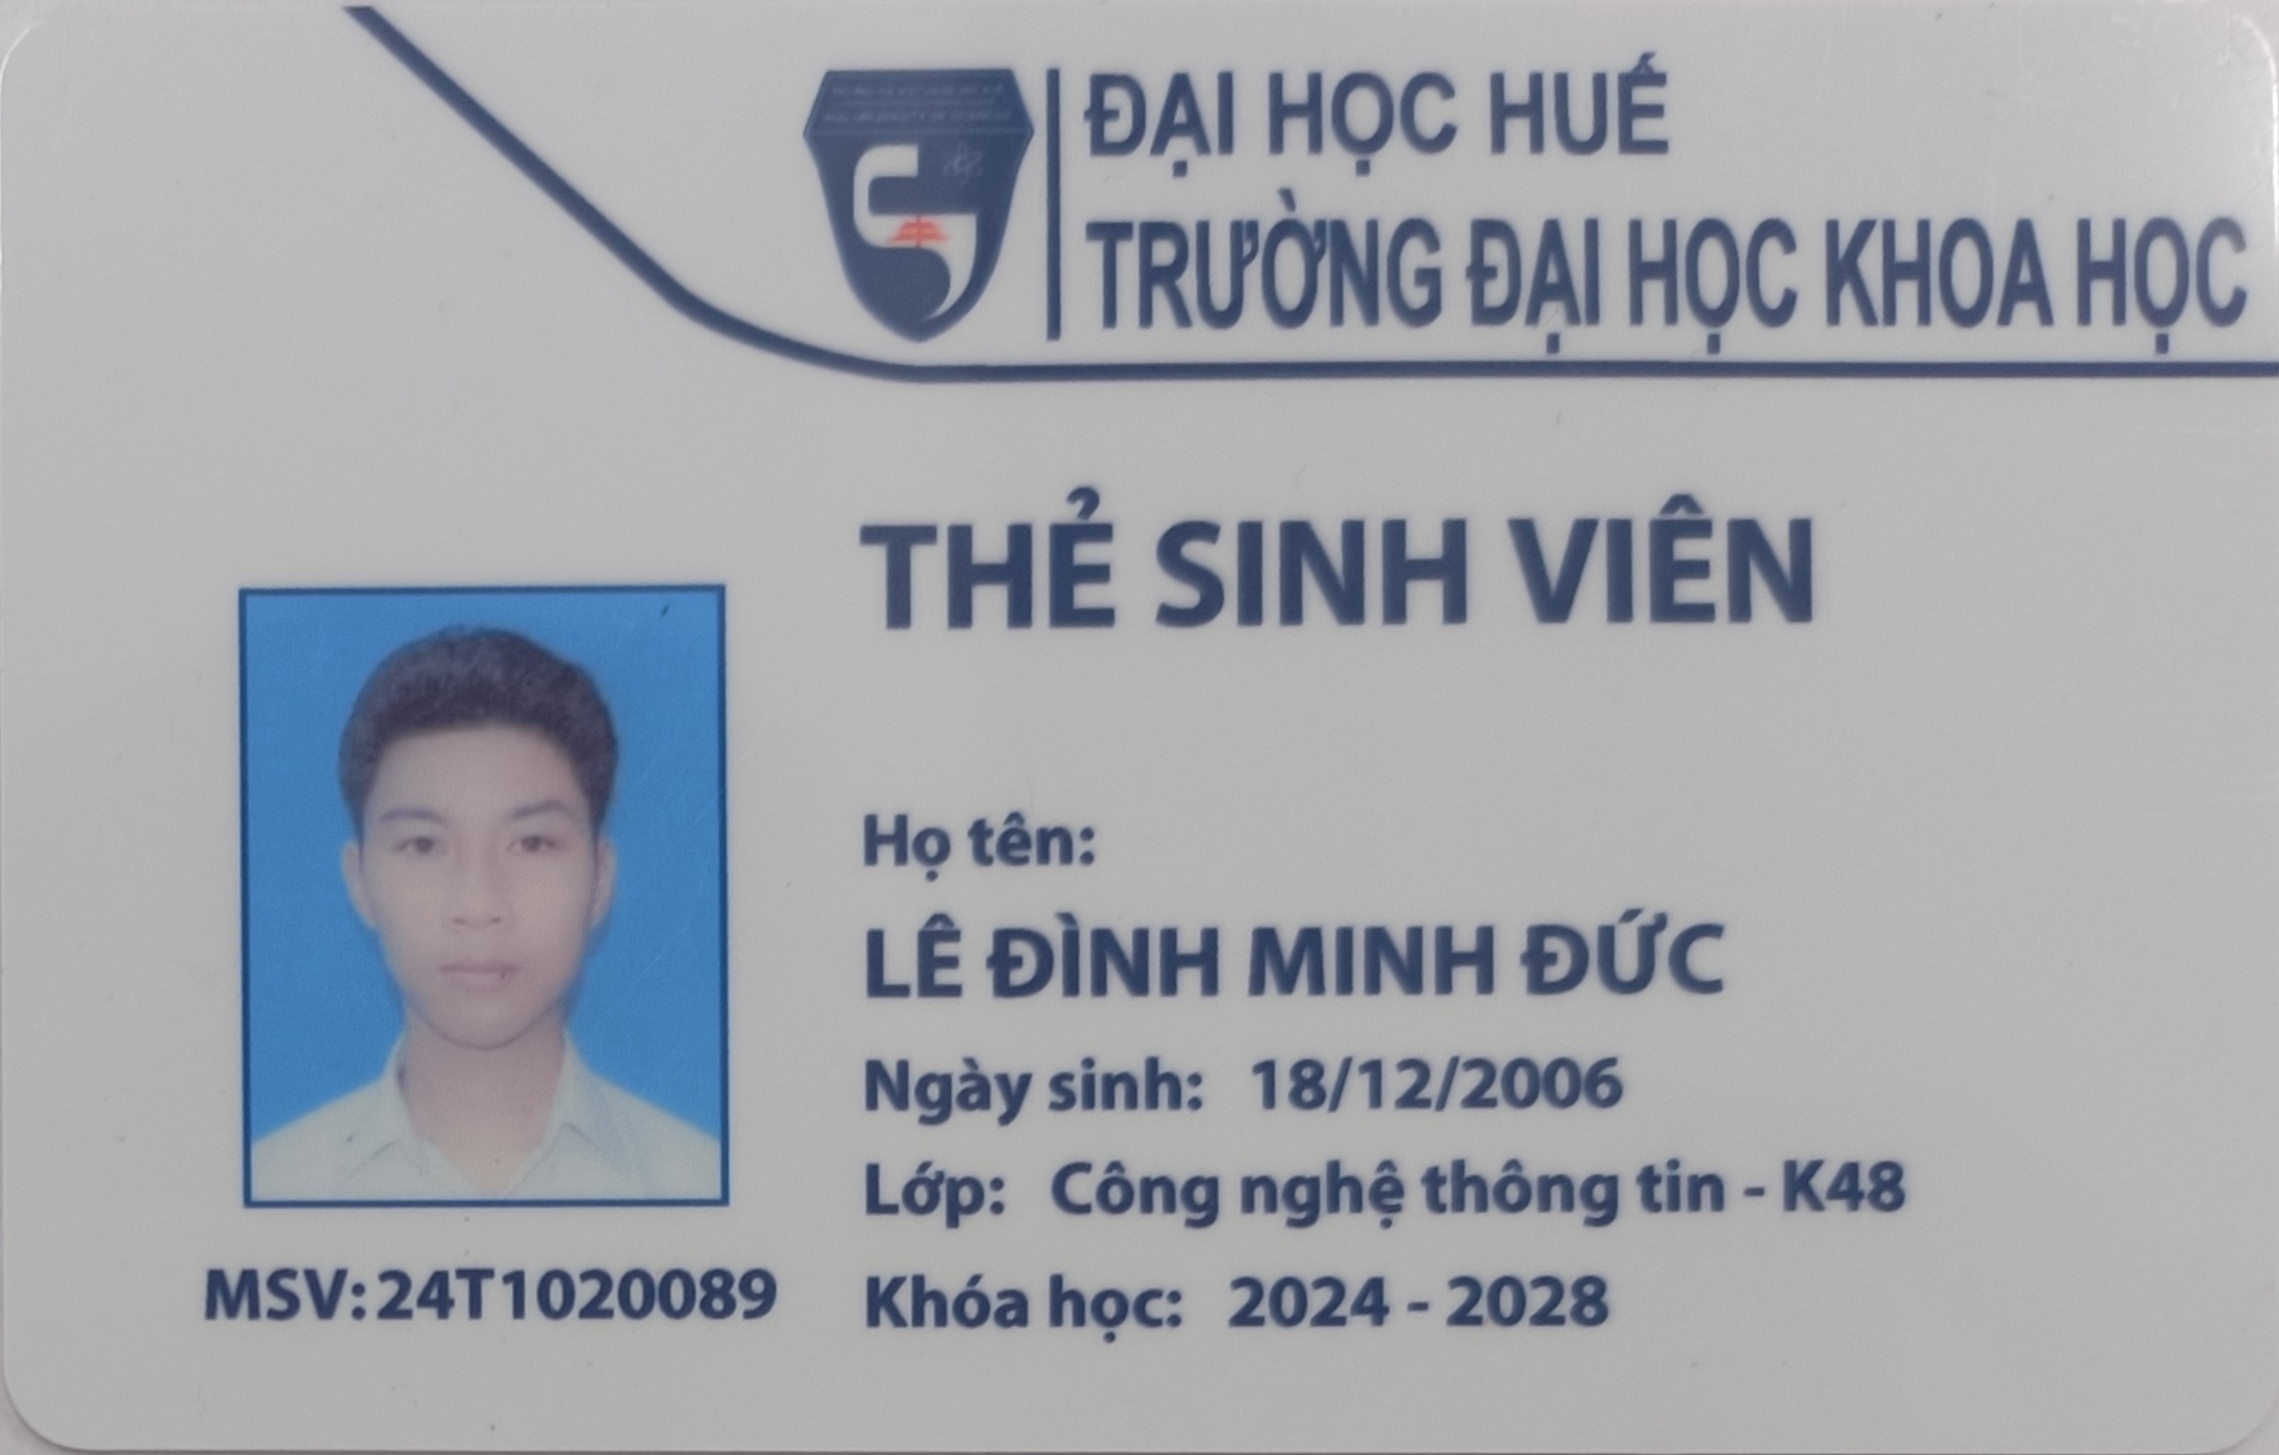 ĐẠI HỌC HUẾ
TRƯỜNG ĐẠI HỌC KHOA HỌC
THẺ SINH VIÊN
Họ tên:
LÊ ĐÌNH MINH ĐỨC
Ngày sinh: 18/12/2006
Lớp: Công nghệ thông tin - K48
Khóa học: 2024 - 2028
MSV: 24T1020089